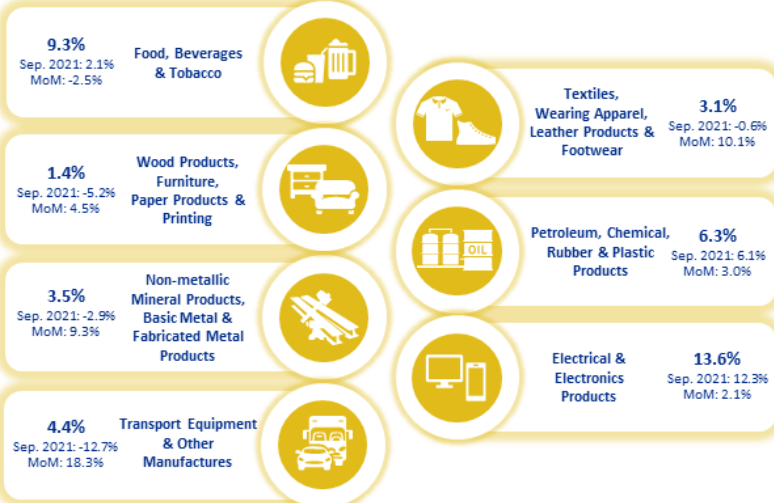 9.3%
Sep. 2021: 2.1%
MoM: -2.5%
Food, Beverages
& Tobacco
1.4%
Sep. 2021: -5.2%
MoM: 4.5%
Wood Products,
Furniture,
Paper Products &
Printing
3.5%
Sep. 2021: -2.9%
MoM: 9.3%
Non-metallic
Mineral Products,
Basic Metal &
Fabricated Metal
Products
4.4%
Sep. 2021: -12.7%
MoM: 18.3%
Transport Equipment
& Other
Manufactures
Textiles,
Wearing Apparel,
Leather Products &
Footwear
3.1%
Sep. 2021: -0.6%
MoM: 10.1%
OIL
Petroleum, Chemical,
Rubber & Plastic
Products
6.3%
Sep. 2021: 6.1%
MoM: 3.0%
Electrical &
Electronics
Products
13.6%
Sep. 2021: 12.3%
MoM: 2.1%